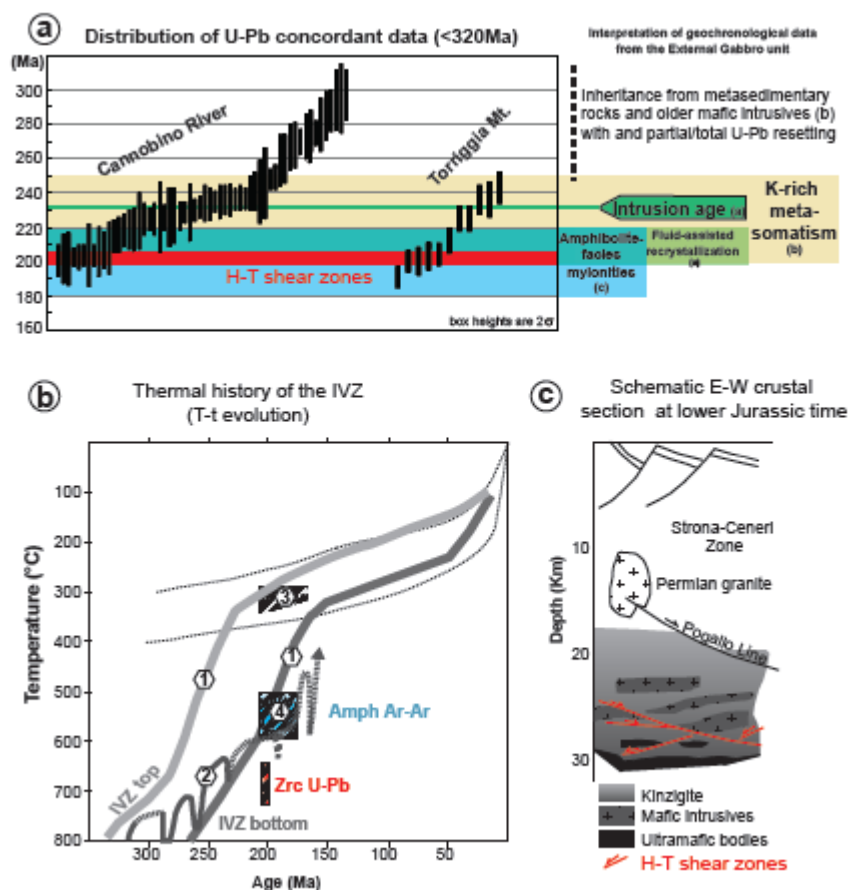 a
Distribution of U-Pb concordant data (<320Ma)
Interpretation of geochronological data
from the External Gabbro unit
(Ma)
300
280
260
240
220
200
180
160
Cannobino River
Torriggia Mt.
H-T shear zones
box heights are 2σ
Inheritance from metasedimentary
rocks and older mafic intrusives (b)
with and partial/total U-Pb resetting
Intrusion age (a)
K-rich
meta-
somatism
(b)
Amphibolite-
facies
mylonities
(c)
Fluid-assisted
recrystallization
(a)
b
Thermal history of the IVZ
(T-t evolution)
Temperature (°C)
100
200
300
400
500
600
700
800
3
1
1
4
2
Amph Ar-Ar
Zrc U-Pb
IVZ top
IVZ bottom
300
250
200
150
100
50
Age (Ma)
c
Schematic E-W crustal
section at lower Jurassic time
Depth (Km)
10
20
30
Strona-Ceneri
Zone
Permian granite
Pogallo Line
Kinzigite
Mafic intrusives
Ultramafic bodies
H-T shear zones